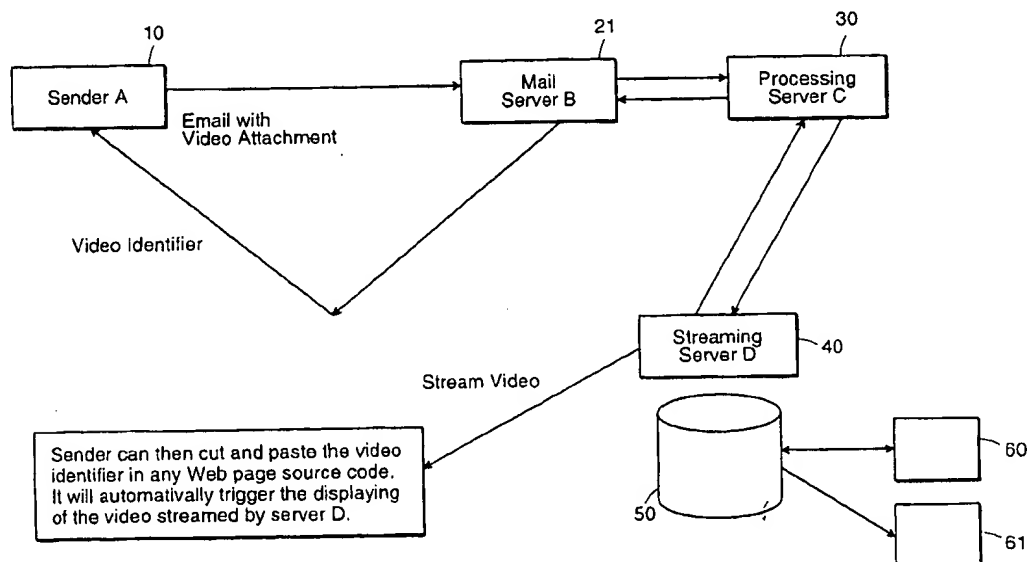 10
21
30
Sender A
Mail
Server B
Processing
Server C
Email with
Video Attachment
Video Identifier
Streaming
Server D
40
Stream Video
Sender can then cut and paste the video
identifier in any Web page source code.
It will automativally trigger the displaying
of the video streamed by server D.
50
60
61